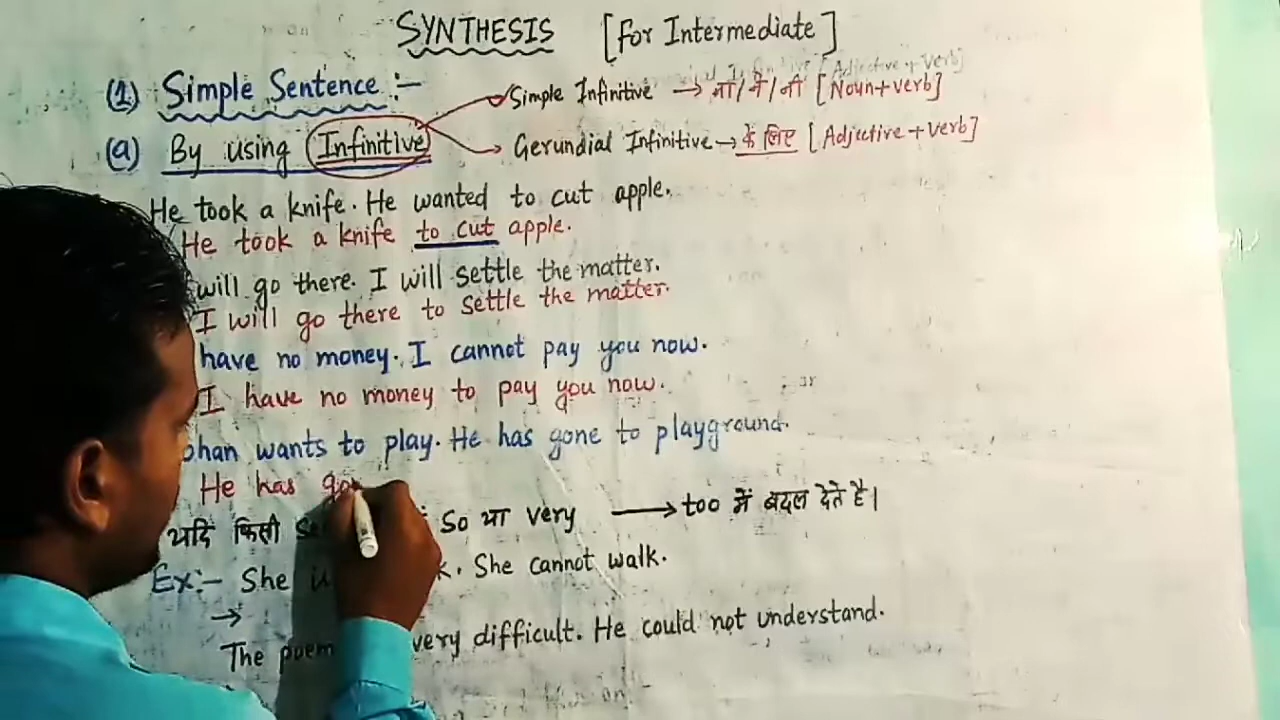 SYNTHESIS [for Intermediate]
(1) Simple Sentence :-
Simple Infinitive → ना/ने/नी [Noun+verb]
(a) By using Infinitive
Gerundial Infinitive → के लिए [Adjective+verb]
He took a knife. He wanted to cut apple.
He took a knife to cut apple.
will go there. I will settle the matter.
I will go there to settle the matter.
have no money. I cannot pay you now.
I have no money to pay you now.
ohan wants to play. He has gone to playground.
He has go
यदि किसी Se So या very → too में बदल देते है।
Ex:- She k. She cannot walk.
→
The poem very difficult. He could not understand.